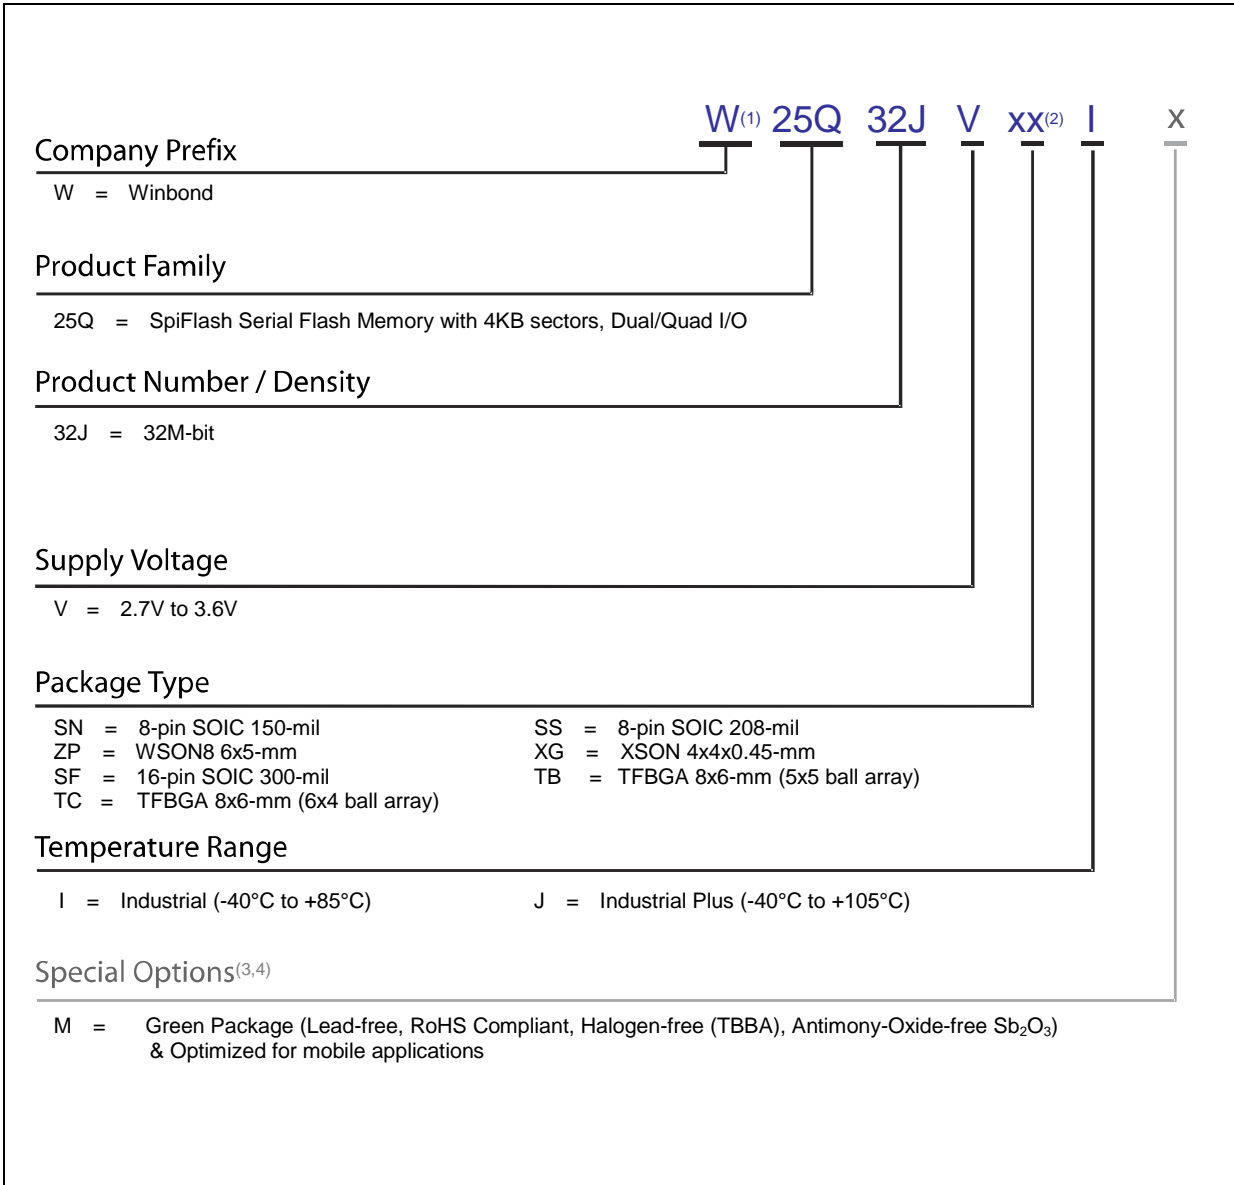 W(1) 25Q 32J V xx(2) I x
Company Prefix
W = Winbond
Product Family
25Q = SpiFlash Serial Flash Memory with 4KB sectors, Dual/Quad I/O
Product Number / Density
32J = 32M-bit
Supply Voltage
V = 2.7V to 3.6V
Package Type
SN = 8-pin SOIC 150-mil SS = 8-pin SOIC 208-mil
ZP = WSON8 6x5-mm XG = XSON 4x4x0.45-mm
SF = 16-pin SOIC 300-mil TB = TFBGA 8x6-mm (5x5 ball array)
TC = TFBGA 8x6-mm (6x4 ball array)
Temperature Range
I = Industrial (-40°C to +85°C) J = Industrial Plus (-40°C to +105°C)
Special Options(3,4)
M = Green Package (Lead-free, RoHS Compliant, Halogen-free (TBBA), Antimony-Oxide-free Sb₂O₃)
& Optimized for mobile applications